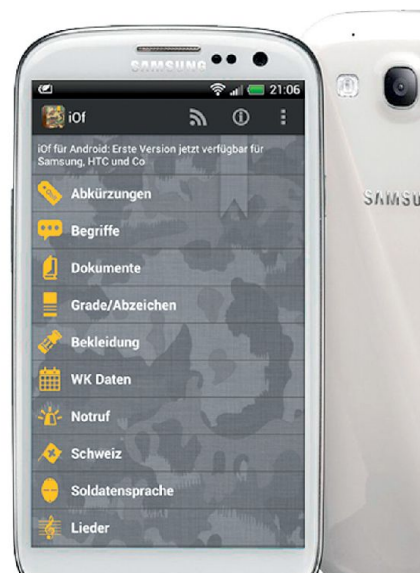 SAMSUNG
21:06
iOf
iOf für Android: Erste Version jetzt verfügbar für
Samsung, HTC und Co
Abkürzungen
Begriffe
Dokumente
Grade/Abzeichen
Bekleidung
WK Daten
Notruf
Schweiz
Soldatensprache
Lieder
SAMSU